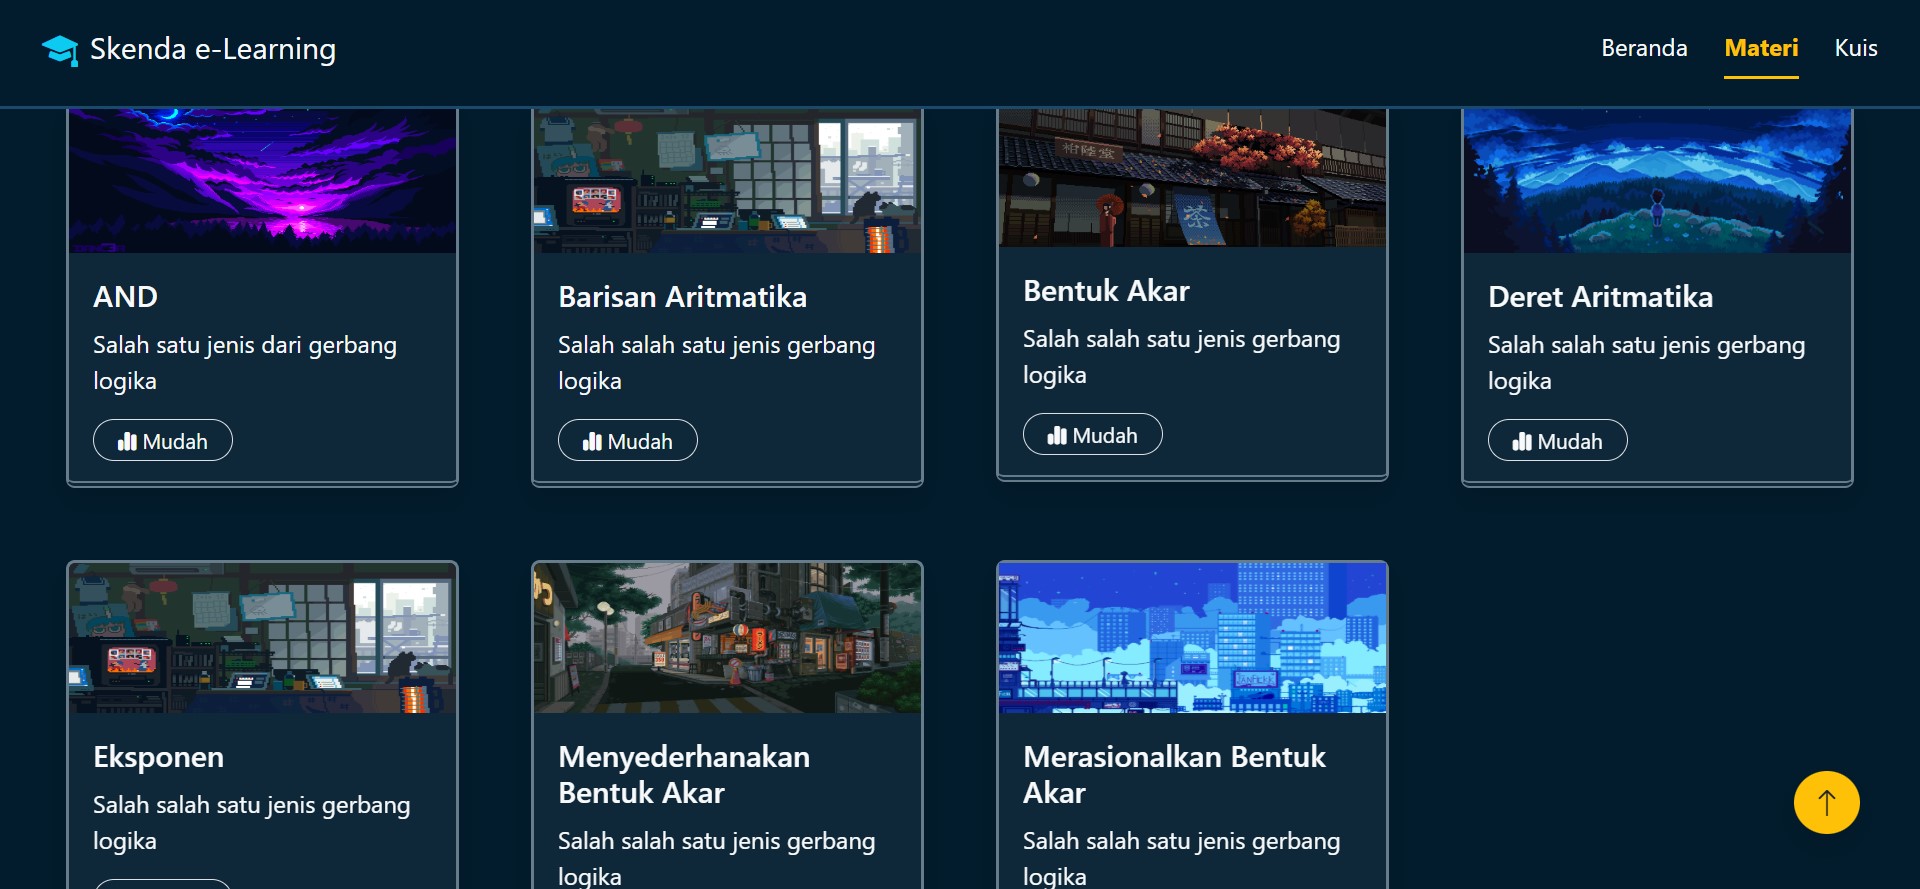 Skenda e-Learning
Beranda
Materi
Kuis
AND
Salah satu jenis dari gerbang
logika
Mudah
Barisan Aritmatika
Salah salah satu jenis gerbang
logika
Mudah
Bentuk Akar
Salah salah satu jenis gerbang
logika
Mudah
Deret Aritmatika
Salah salah satu jenis gerbang
logika
Mudah
Eksponen
Salah salah satu jenis gerbang
logika
Menyederhanakan
Bentuk Akar
Salah salah satu jenis gerbang
logika
Merasionalkan Bentuk
Akar
Salah salah satu jenis gerbang
logika